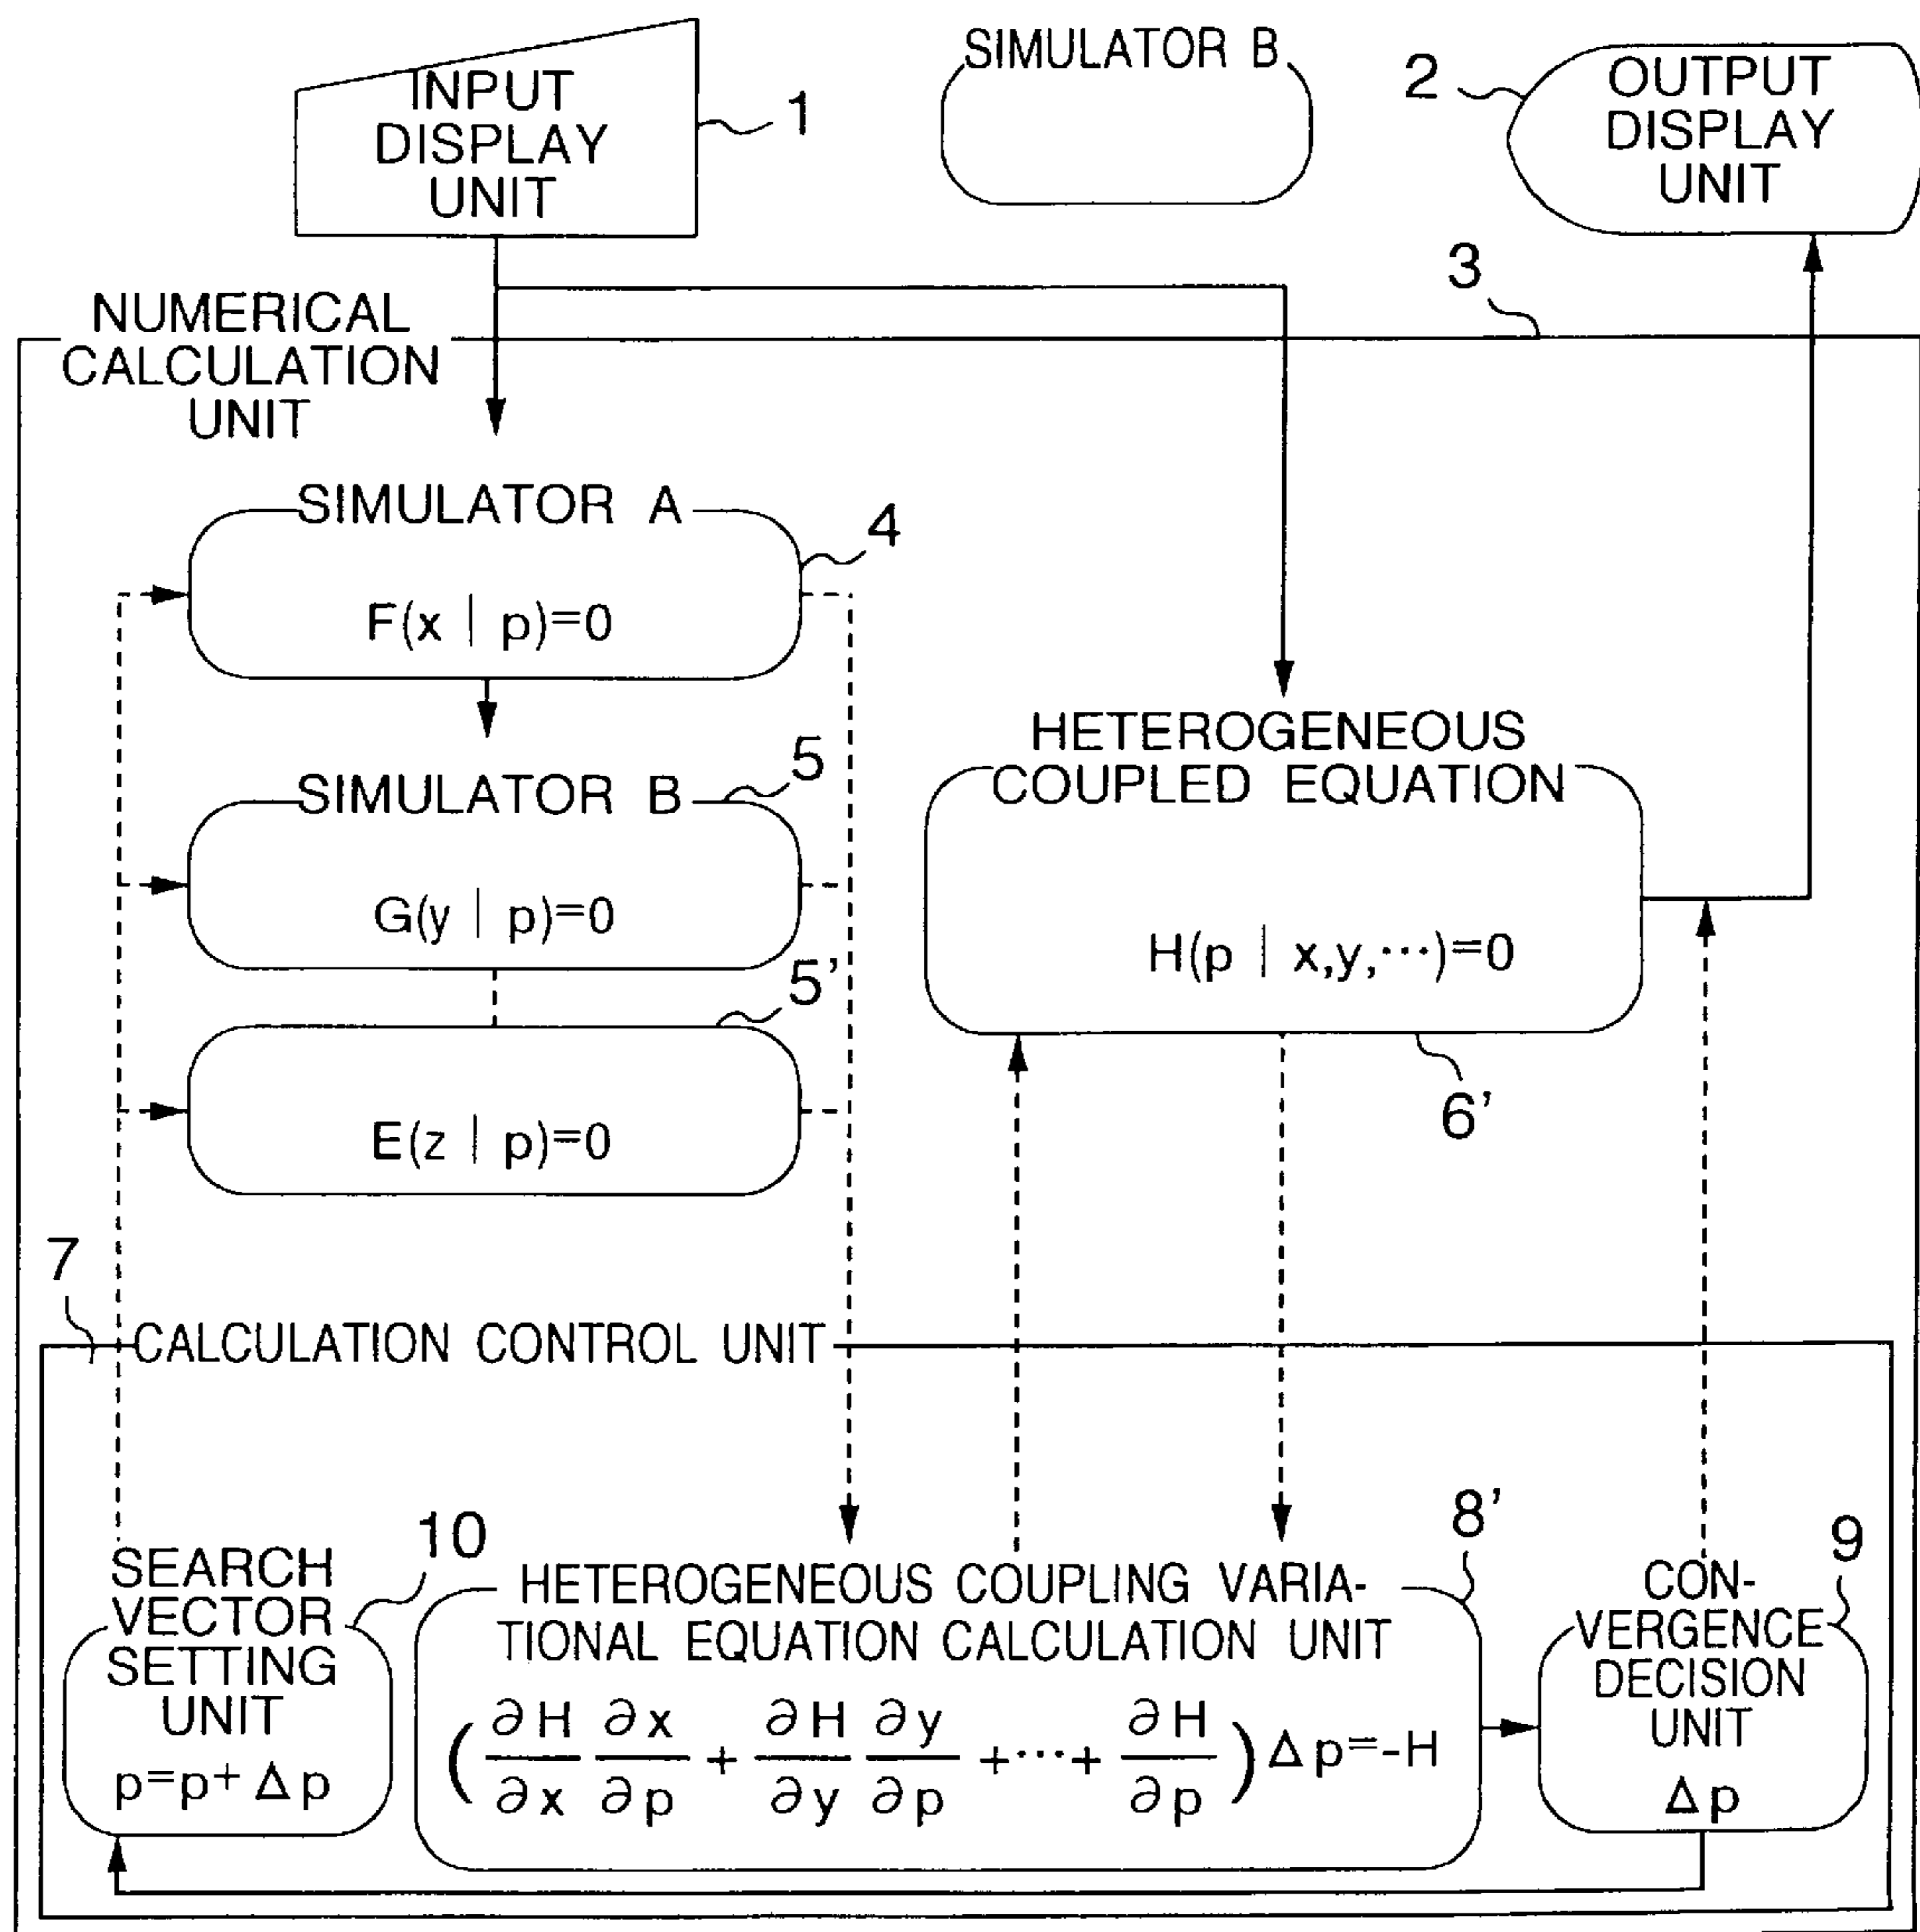 INPUT
DISPLAY
UNIT
1
SIMULATOR B
2
OUTPUT
DISPLAY
UNIT
3
NUMERICAL
CALCULATION
UNIT
SIMULATOR A
4
F(x | p)=0
SIMULATOR B
5
G(y | p)=0
5'
E(z | p)=0
HETEROGENEOUS
COUPLED EQUATION
H(p | x,y,⋯)=0
6'
7
CALCULATION CONTROL UNIT
10
SEARCH
VECTOR
SETTING
UNIT
p=p+ Δp
8'
HETEROGENEOUS COUPLING VARIA-
TIONAL EQUATION CALCULATION UNIT
(∂H/∂x ∂x/∂p + ∂H/∂y ∂y/∂p +⋯+ ∂H/∂p)Δp=-H
9
CON-
VERGENCE
DECISION
UNIT
Δp